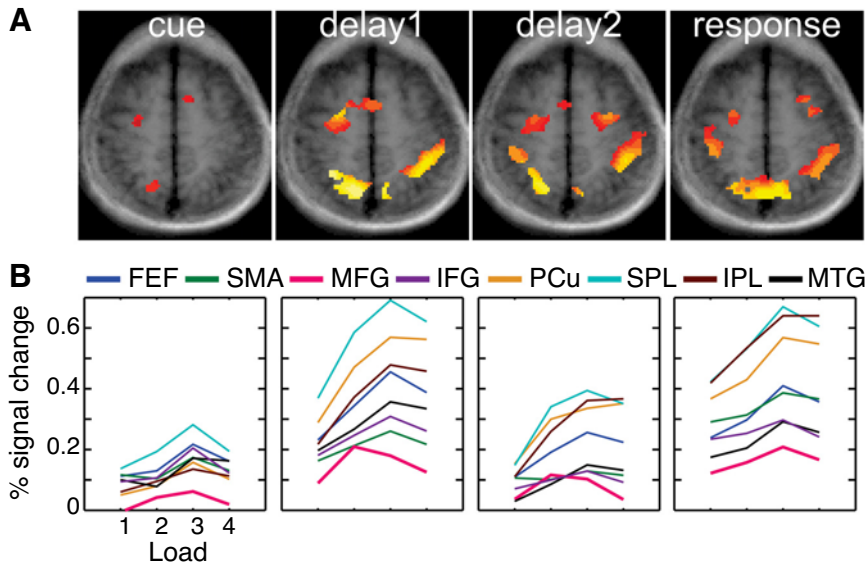 A
cue delay1 delay2 response
B
FEF SMA MFG IFG PCu SPL IPL MTG
% signal change
0.6
0.4
0.2
0
1 2 3 4
Load